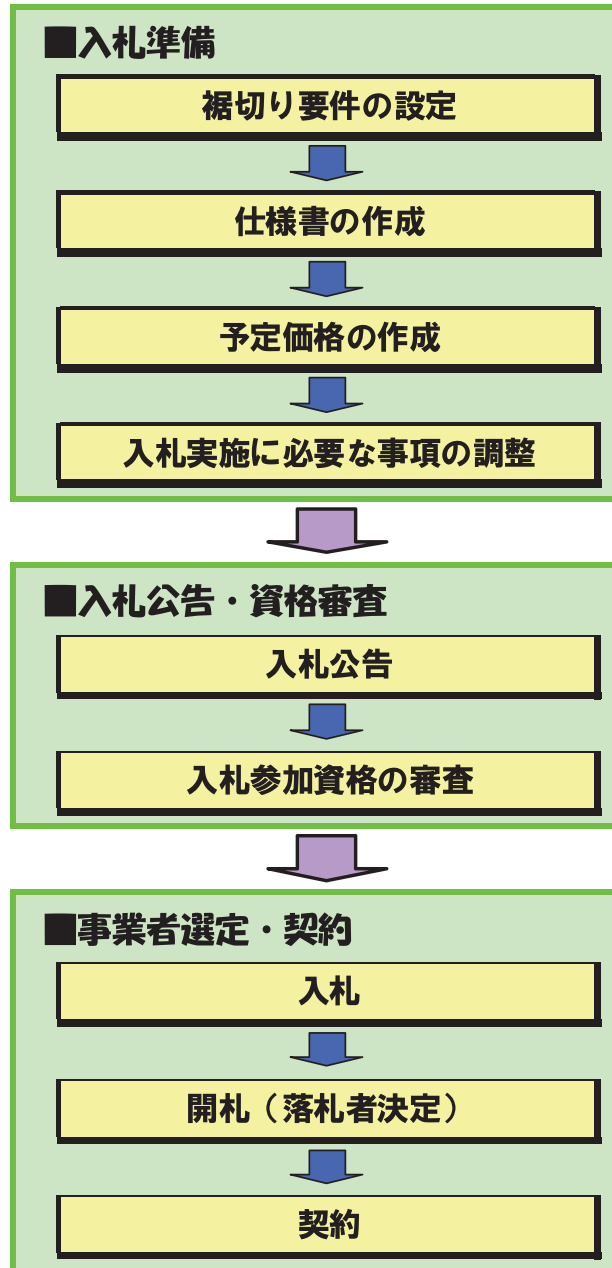 ■入札準備
裾切り要件の設定
仕様書の作成
予定価格の作成
入札実施に必要な事項の調整
■入札公告・資格審査
入札公告
入札参加資格の審査
■事業者選定・契約
入札
開札（落札者決定）
契約